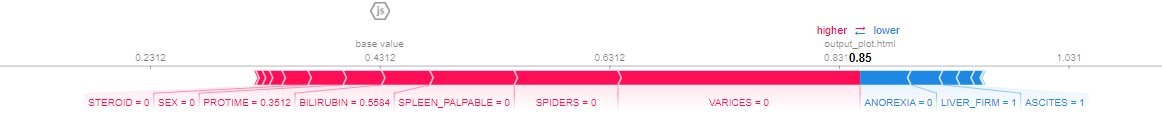 js
higher lower
base value output_plot.html
0.2312 0.4312 0.6312 0.831 0.85 1.031
STEROID = 0 SEX = 0 PROTIME = 0.3512 BILIRUBIN = 0.5584 SPLEEN_PALPABLE = 0 SPIDERS = 0 VARICES = 0 ANOREXIA = 0 LIVER_FIRM = 1 ASCITES = 1